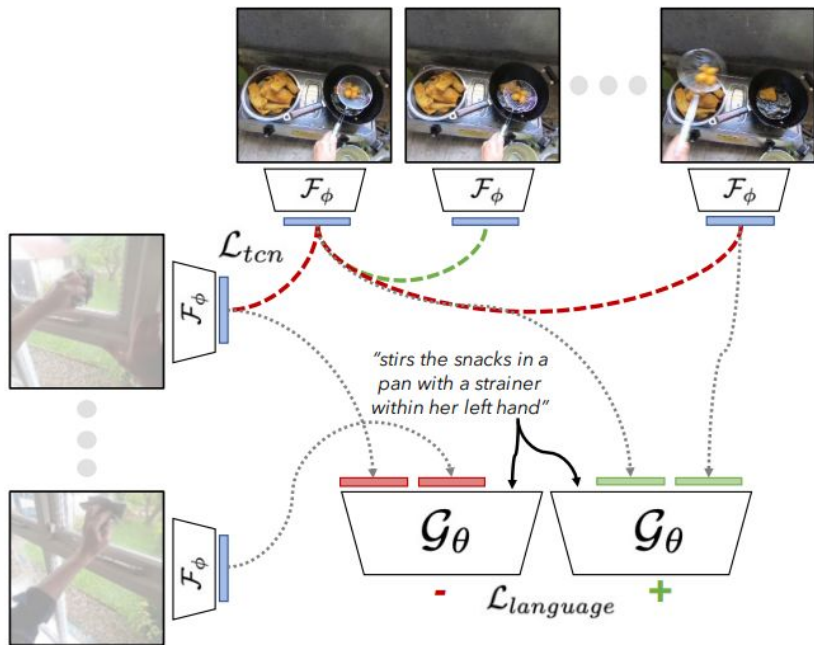 𝓕ϕ 𝓕ϕ 𝓕ϕ
𝓛tcn
𝓕ϕ
“stirs the snacks in a
pan with a strainer
within her left hand”
𝓕ϕ
𝓖θ 𝓖θ
- 𝓛language +